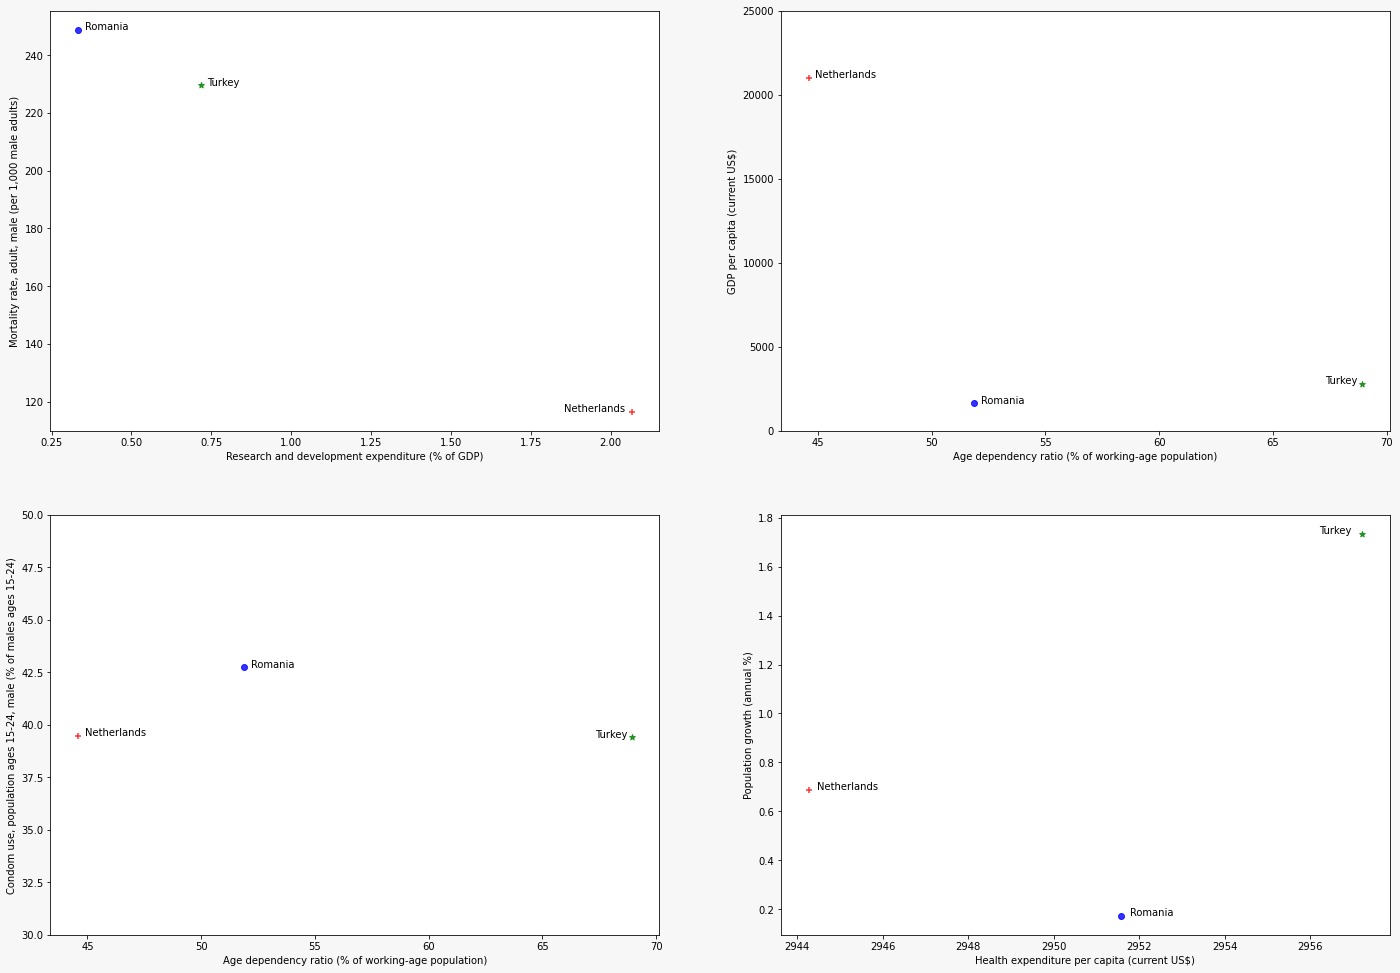 240
220
200
180
160
140
120
Mortality rate, adult, male (per 1,000 male adults)
Romania
Turkey
Netherlands
0.25 0.50 0.75 1.00 1.25 1.50 1.75 2.00
Research and development expenditure (% of GDP)
25000
20000
15000
10000
5000
0
GDP per capita (current US$)
Netherlands
Turkey
Romania
45 50 55 60 65 70
Age dependency ratio (% of working-age population)
50.0
47.5
45.0
42.5
40.0
37.5
35.0
32.5
30.0
Condom use, population ages 15-24, male (% of males ages 15-24)
Romania
Netherlands
Turkey
45 50 55 60 65 70
Age dependency ratio (% of working-age population)
1.8
1.6
1.4
1.2
1.0
0.8
0.6
0.4
0.2
Population growth (annual %)
Turkey
Netherlands
Romania
2944 2946 2948 2950 2952 2954 2956
Health expenditure per capita (current US$)